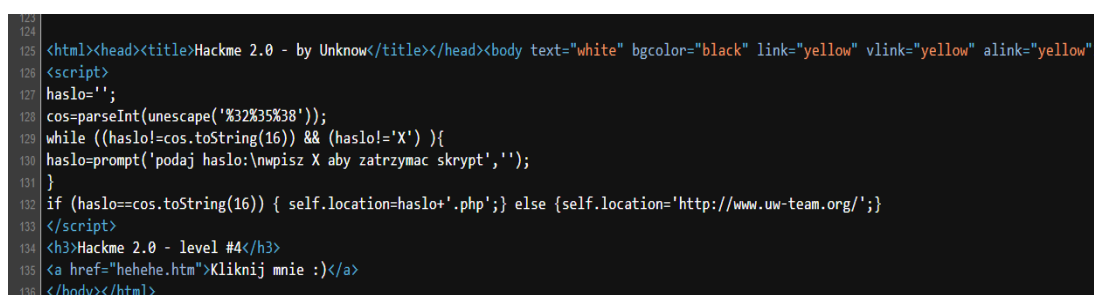 123
124
125 <html><head><title>Hackme 2.0 - by Unknow</title></head><body text="white" bgcolor="black" link="yellow" vlink="yellow" alink="yellow"
126 <script>
127 haslo='';
128 cos=parseInt(unescape('%32%35%38'));
129 while ((haslo!=cos.toString(16)) && (haslo!='X') ){
130 haslo=prompt('podaj haslo:\nwpisz X aby zatrzymac skrypt','');
131 }
132 if (haslo==cos.toString(16)) { self.location=haslo+'.php';} else {self.location='http://www.uw-team.org/';}
133 </script>
134 <h3>Hackme 2.0 - level #4</h3>
135 <a href="hehehe.htm">Kliknij mnie :)</a>
136 </body></html>